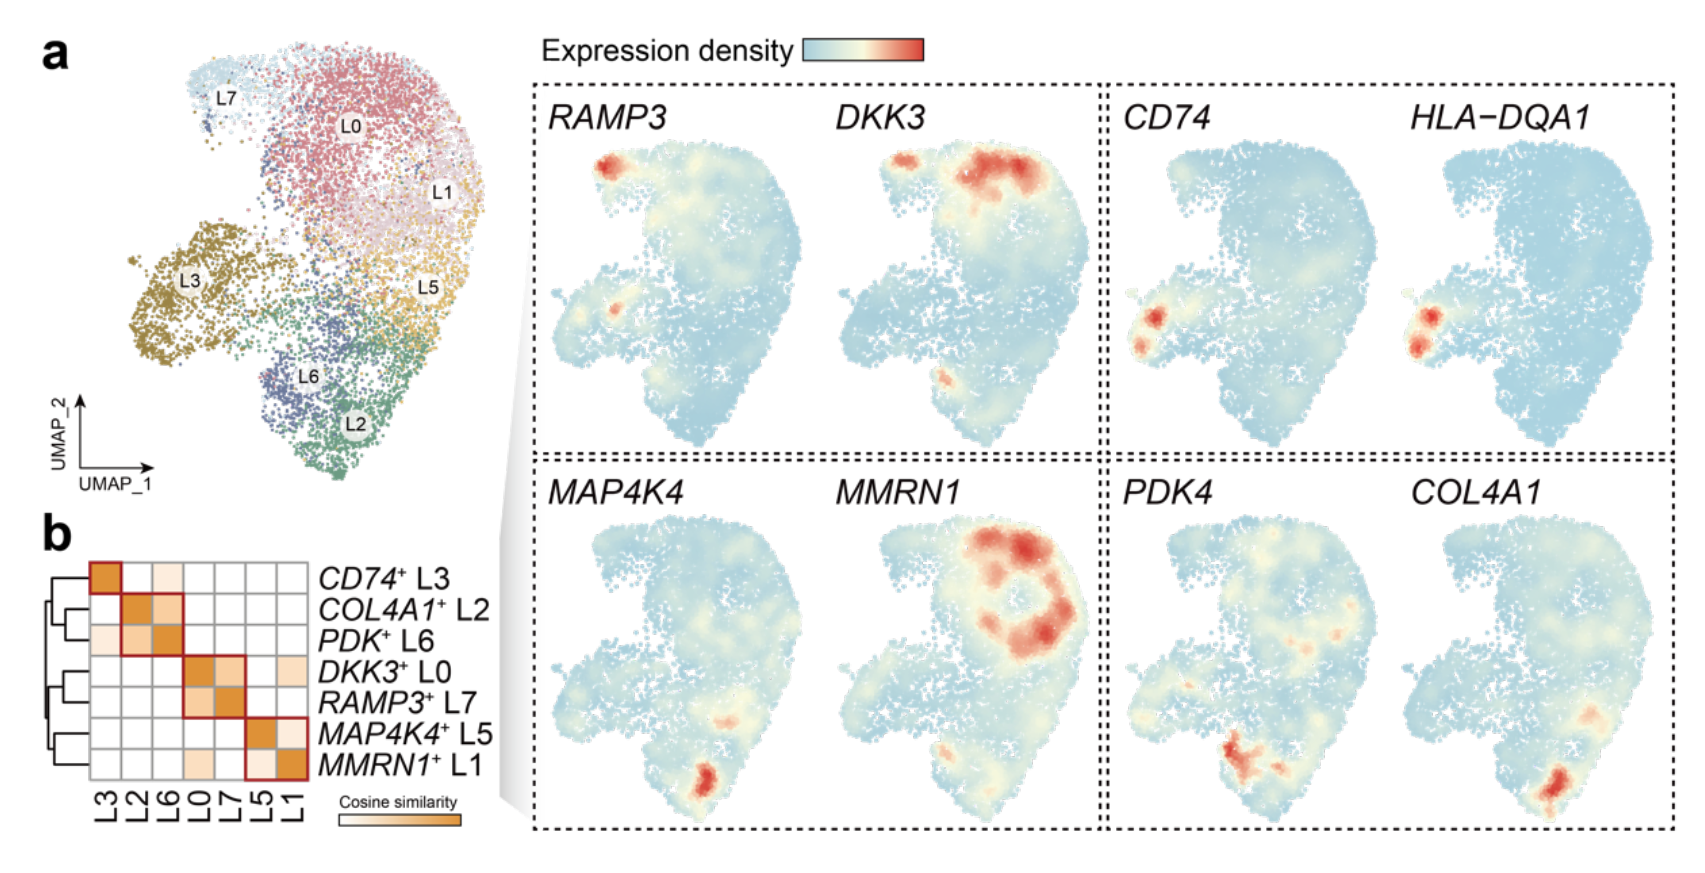 a
L7
L0
L1
L3
L5
L6
L2
UMAP_2
UMAP_1
Expression density
RAMP3
DKK3
CD74
HLA−DQA1
MAP4K4
MMRN1
PDK4
COL4A1
b
CD74+ L3
COL4A1+ L2
PDK+ L6
DKK3+ L0
RAMP3+ L7
MAP4K4+ L5
MMRN1+ L1
L3 L2 L6 L0 L7 L5 L1
Cosine similarity